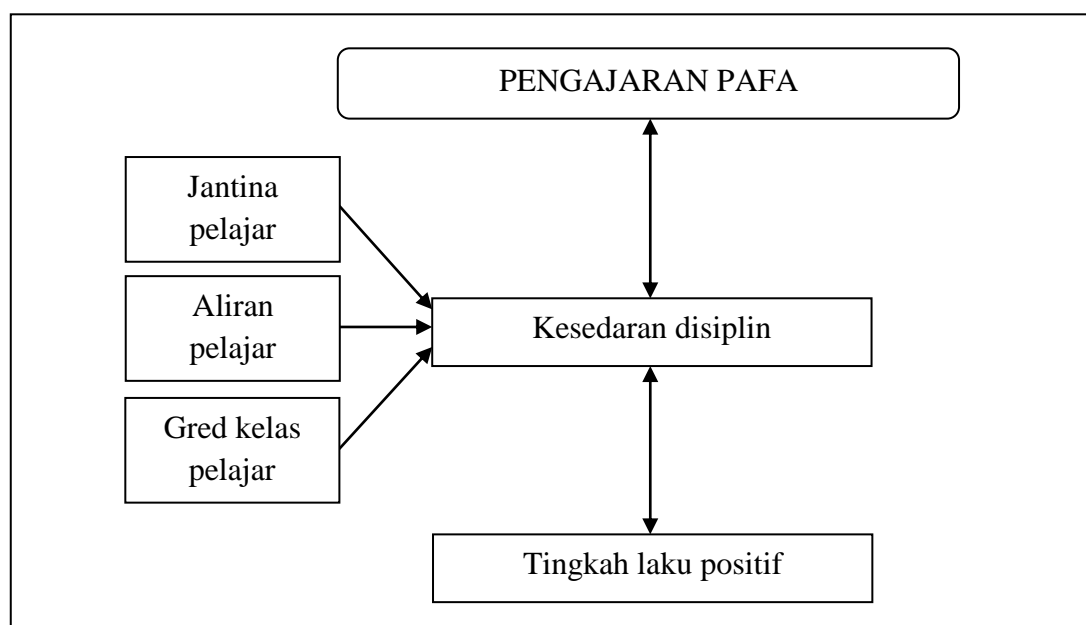 PENGAJARAN PAFA
Jantina
pelajar
Aliran
pelajar
Kesedaran disiplin
Gred kelas
pelajar
Tingkah laku positif